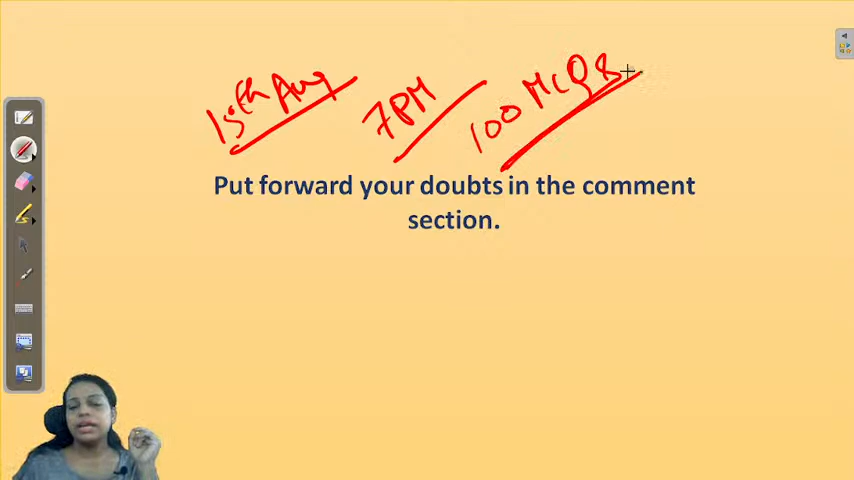 15th Aug 7PM 100 MCQs
Put forward your doubts in the comment
section.